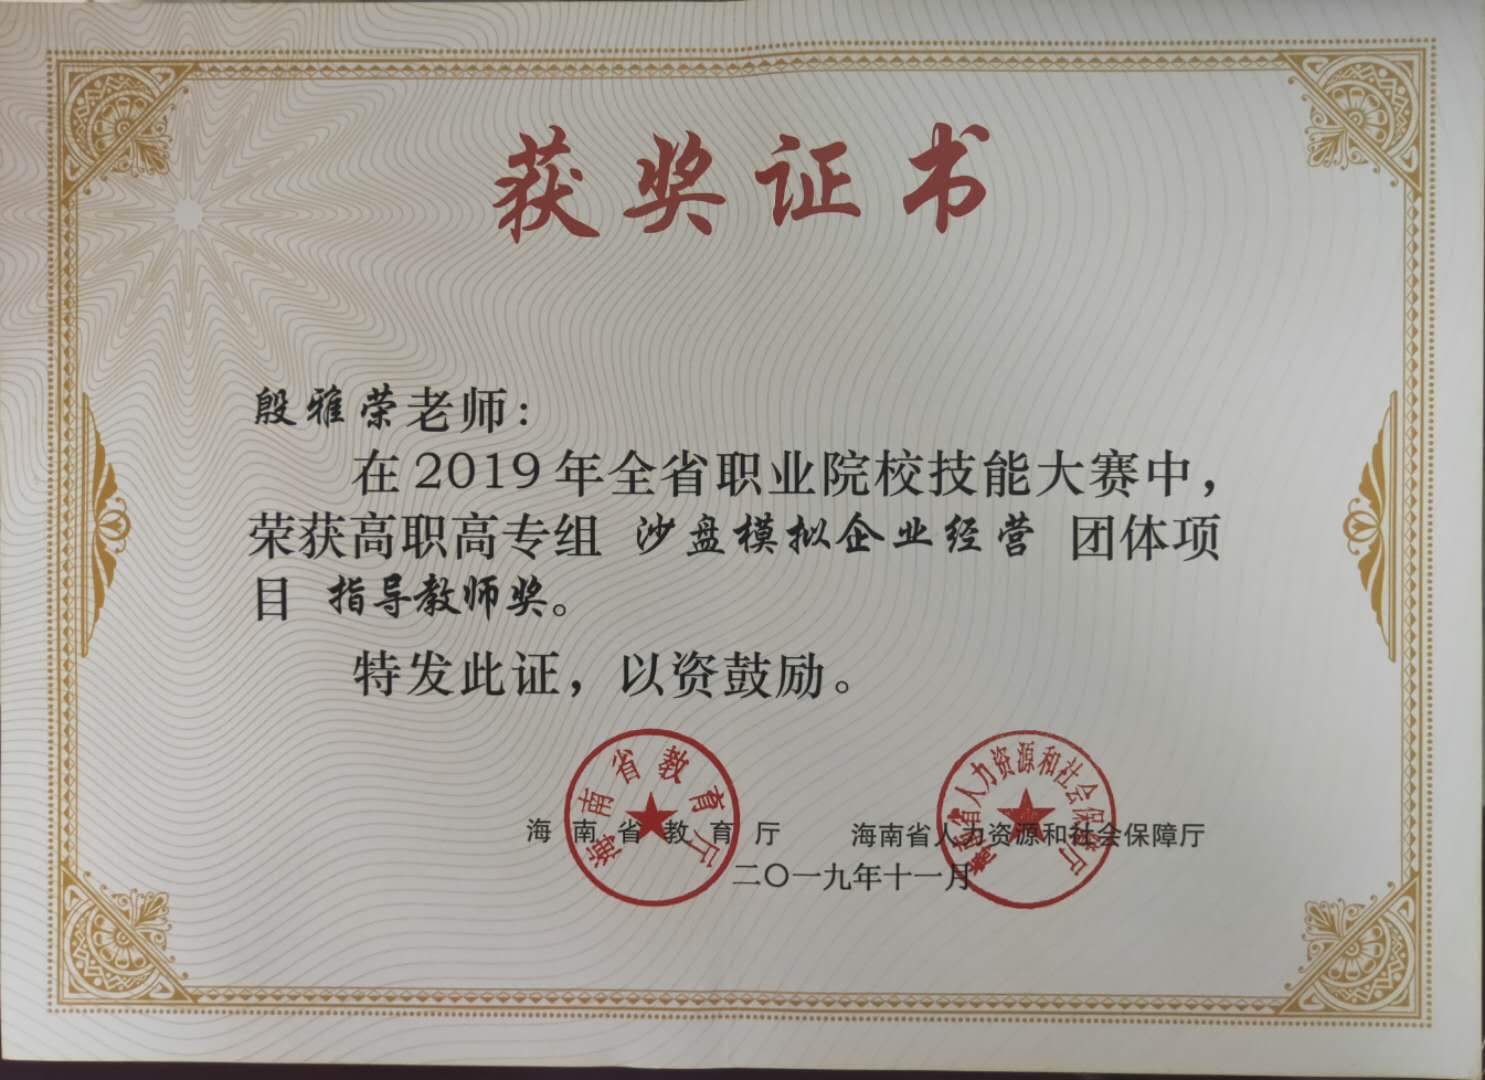 获奖证书
殷雅荣老师：
在2019年全省职业院校技能大赛中，
荣获高职高专组 沙盘模拟企业经营 团体项
目 指导教师奖。
特发此证，以资鼓励。
海南省教育厅
海南省人力资源和社会保障厅
海南省教育厅 海南省人力资源和社会保障厅
二〇一九年十一月